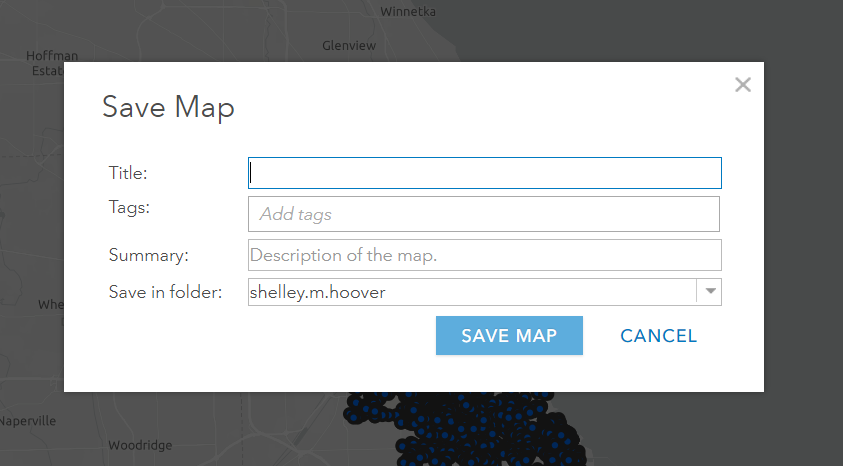 Winnetka
Glenview
Hoffman
Estat
Save Map
Title:
Tags:
Add tags
Summary:
Description of the map.
Save in folder:
shelley.m.hoover
Whe
SAVE MAP
CANCEL
Naperville
Woodridge